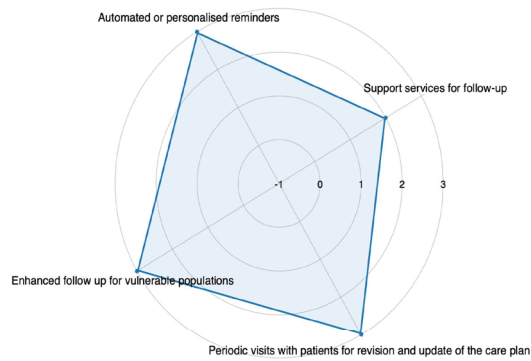 Automated or personalised reminders
Support services for follow-up
-1 0 1 2 3
Enhanced follow up for vulnerable populations
Periodic visits with patients for revision and update of the care plan